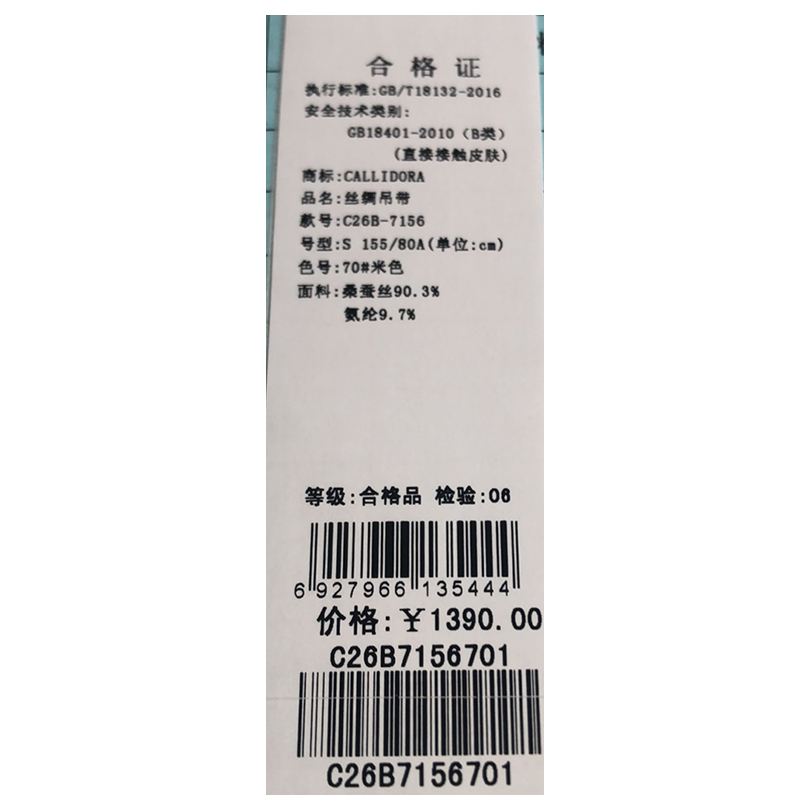 合格证
执行标准:GB/T18132-2016
安全技术类别:
GB18401-2010（B类）
(直接接触皮肤)
商标:CALLIDORA
品名:丝绸吊带
款号:C26B-7156
号型:S 155/80A(单位:cm)
色号:70#米色
面料:桑蚕丝90.3%
氨纶9.7%
等级:合格品 检验:06
6 927966 135444
价格:￥1390.00
C26B7156701
C26B7156701